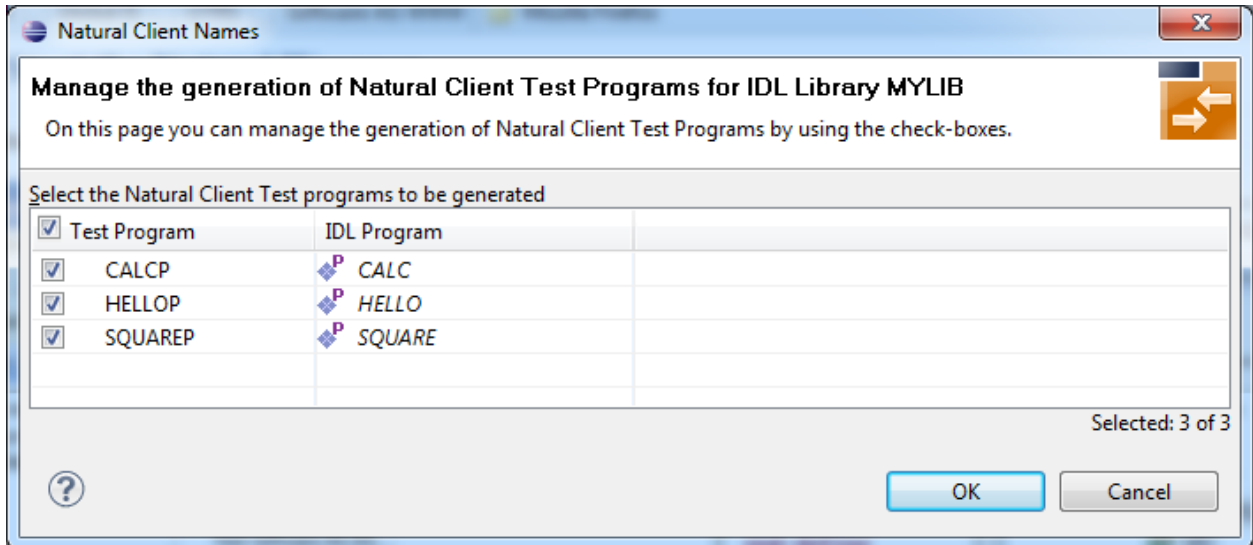 Natural Client Names
Manage the generation of Natural Client Test Programs for IDL Library MYLIB
On this page you can manage the generation of Natural Client Test Programs by using the check-boxes.
Select the Natural Client Test programs to be generated
Test Program IDL Program
CALCP P CALC
HELLOP P HELLO
SQUAREP P SQUARE
Selected: 3 of 3
? OK Cancel